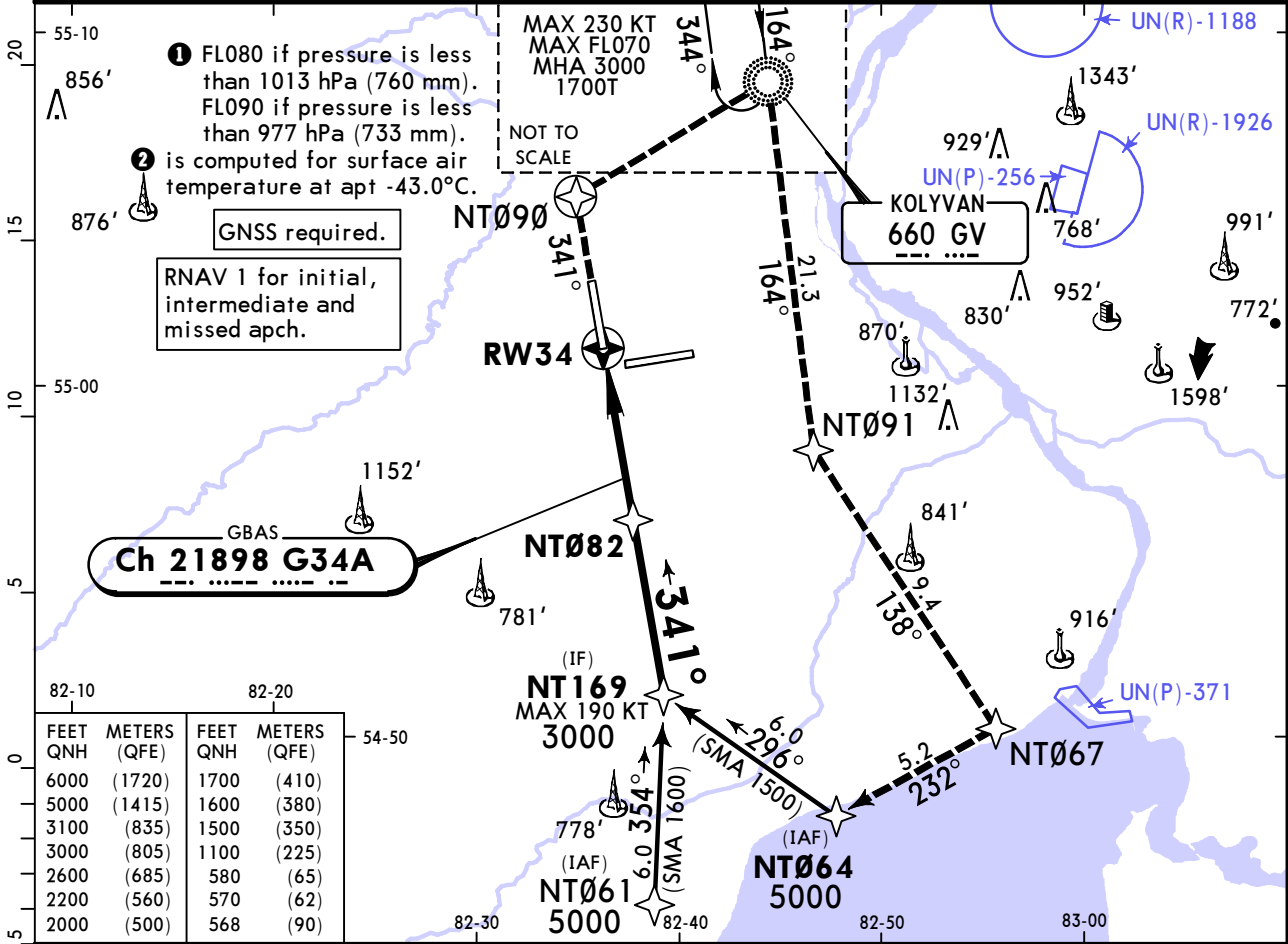 55-10
20
856'
❶ FL080 if pressure is less
than 1013 hPa (760 mm).
FL090 if pressure is less
than 977 hPa (733 mm).
❷ is computed for surface air
temperature at apt -43.0°C.
876'
GNSS required.
RNAV 1 for initial,
intermediate and
missed apch.
MAX 230 KT
MAX FL070
MHA 3000
1700T
344°
164°
NOT TO
SCALE
UN(R)-1188
1343'
UN(R)-1926
929'
UN(P)-256
768'
991'
KOLYVAN
660 GV
NTØ90
341°
15
21.3
164°
830'
952'
772'
870'
1132'
1598'
RW34
55-00
10
NTØ91
1152'
GBAS
Ch 21898 G34A
NTØ82
841'
5
781'
341°
9.4
138°
916'
(IF)
NT169
MAX 190 KT
3000
UN(P)-371
82-10
82-20
54-50
6.0
296°
(SMA 1500)
5.2
232°
NTØ67
0
FEET METERS FEET METERS
QNH (QFE) QNH (QFE)
6000 (1720) 1700 (410)
5000 (1415) 1600 (380)
3100 (835) 1500 (350)
3000 (805) 1100 (225)
2600 (685) 580 (65)
2200 (560) 570 (62)
2000 (500) 568 (90)
778'
6.0 354°
(SMA 1600)
(IAF)
NTØ61
5000
(IAF)
NTØ64
5000
5
82-30
82-40
82-50
83-00